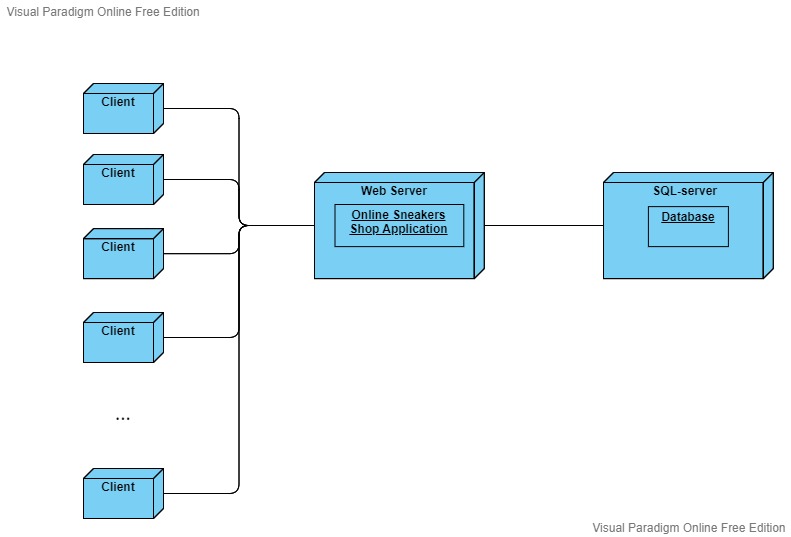 Visual Paradigm Online Free Edition
Client
Client
Client
Client
...
Client
Web Server
Online Sneakers
Shop Application
SQL-server
Database
Visual Paradigm Online Free Edition